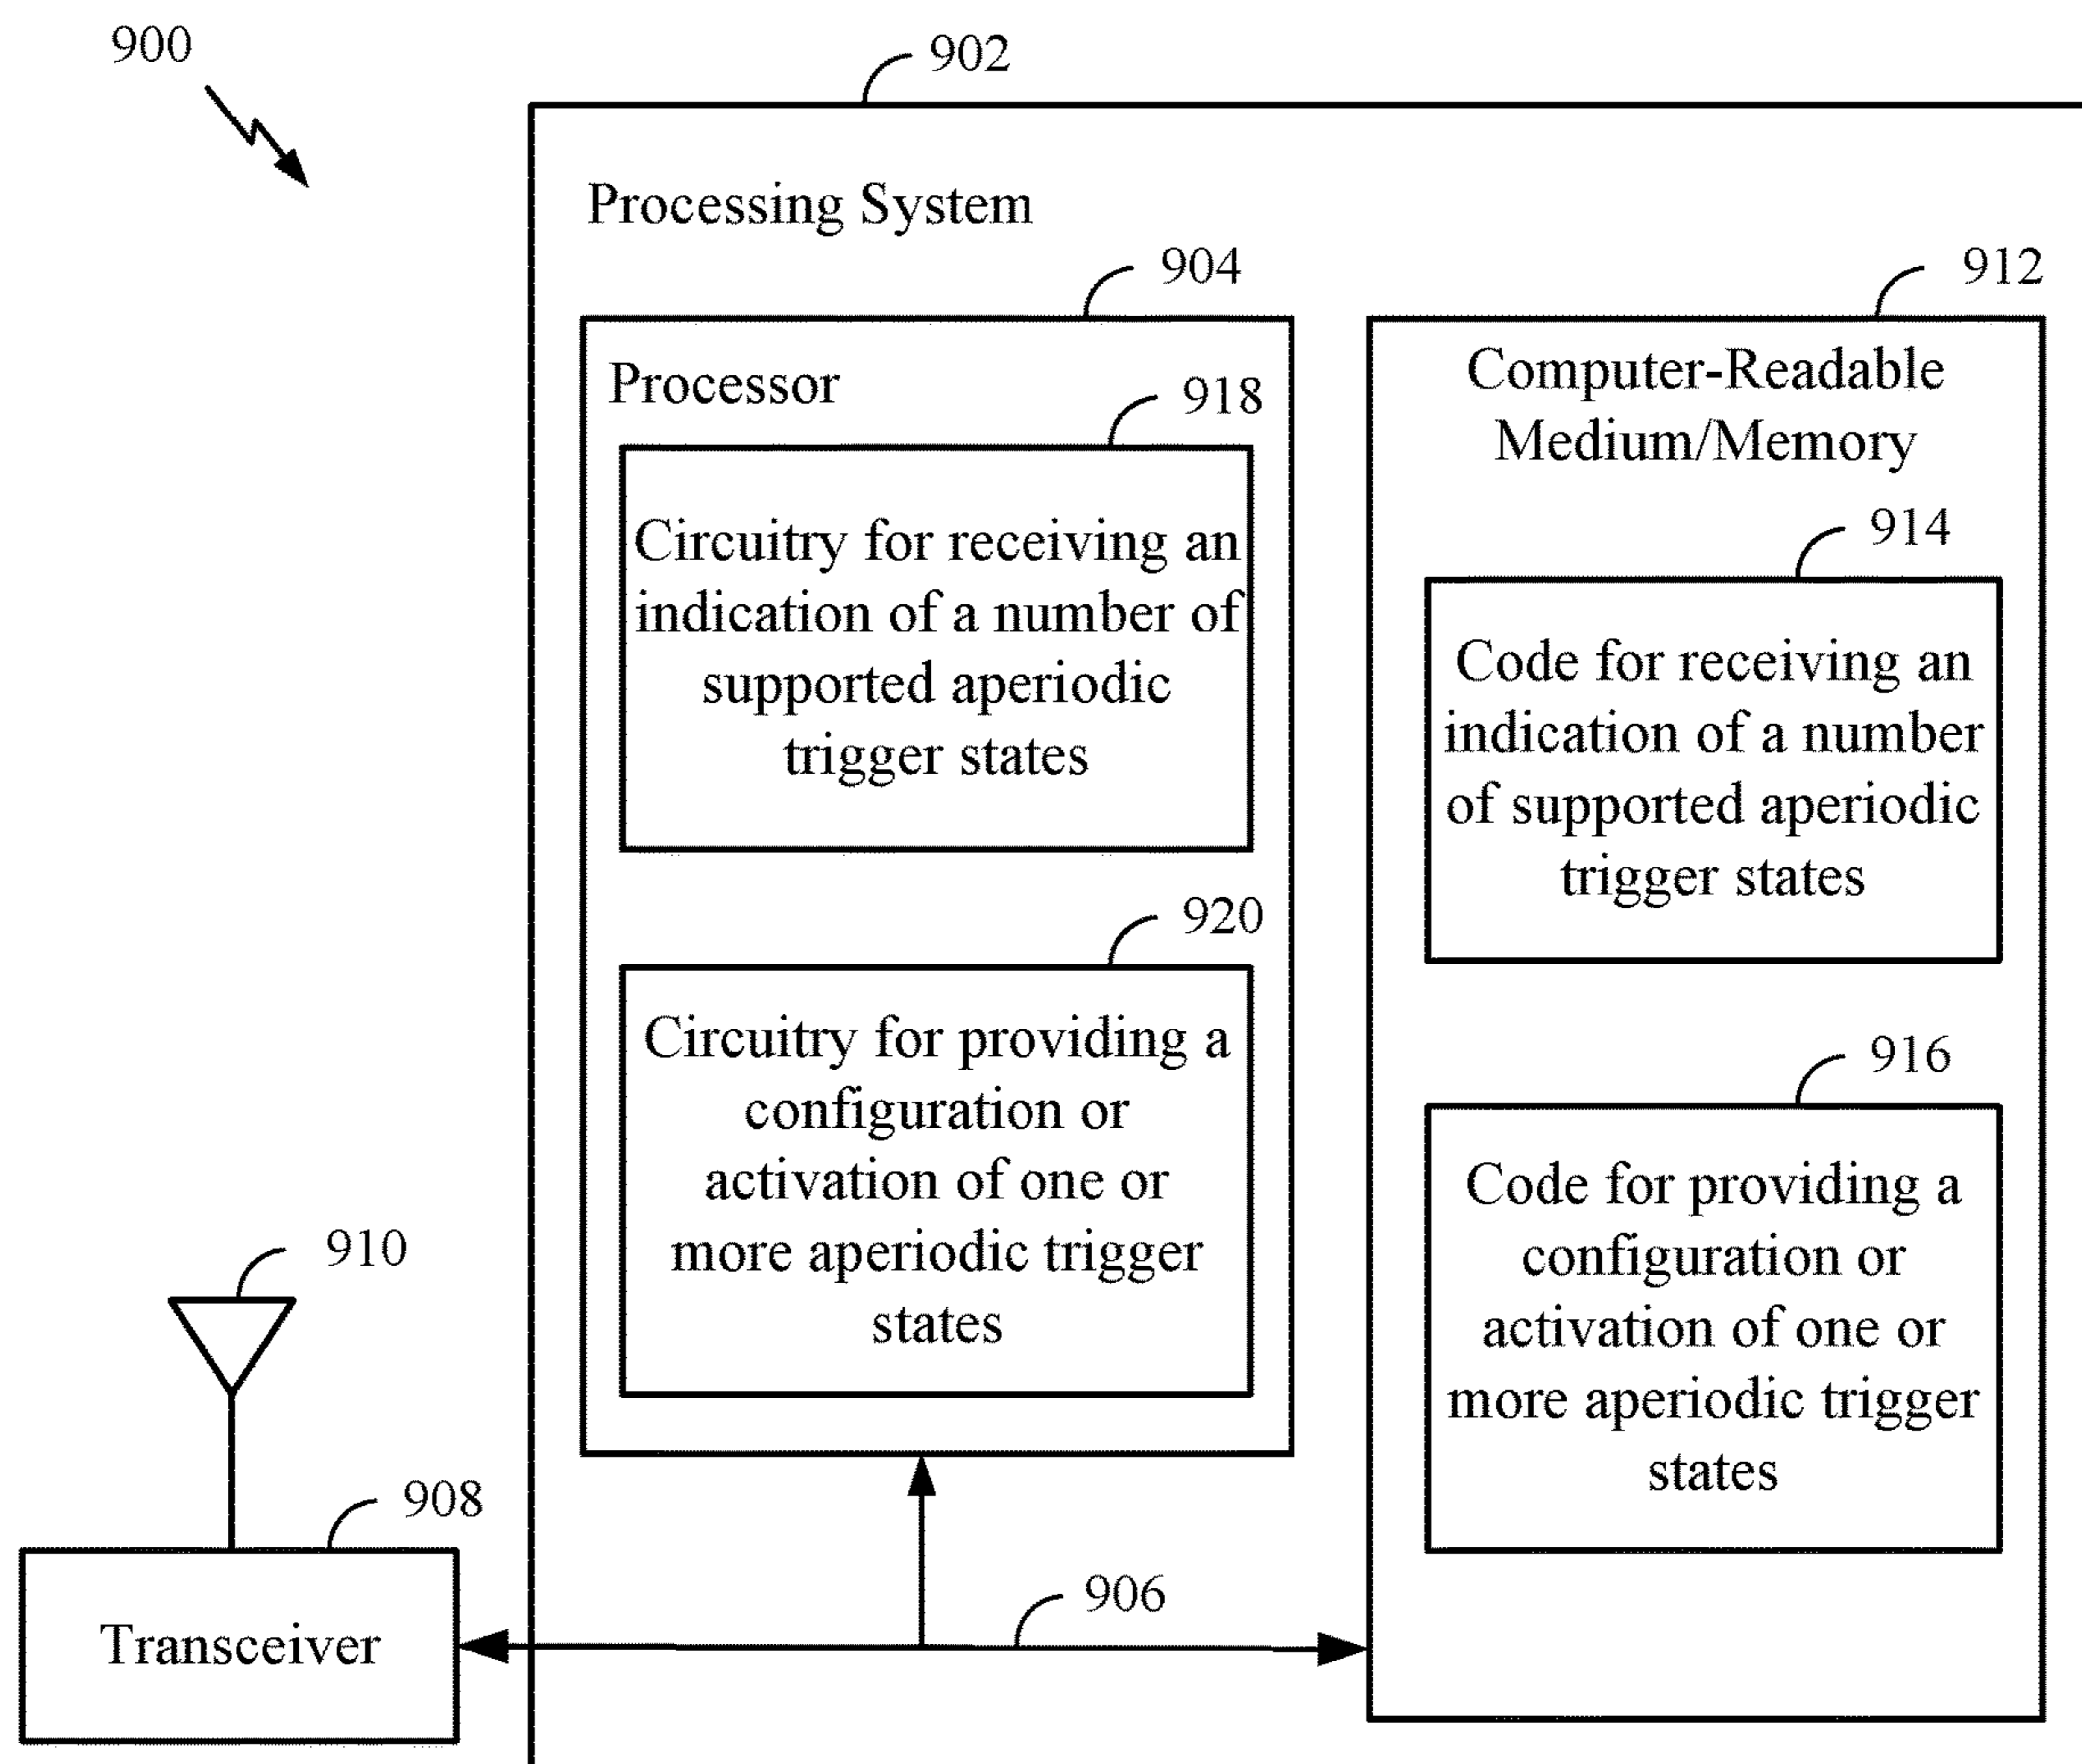 900
902
Processing System
904
912
Processor
918
Computer-Readable
Medium/Memory
Circuitry for receiving an
indication of a number of
supported aperiodic
trigger states
914
Code for receiving an
indication of a number
of supported aperiodic
trigger states
920
Circuitry for providing a
configuration or
activation of one or
more aperiodic trigger
states
916
Code for providing a
configuration or
activation of one or
more aperiodic trigger
states
910
908
Transceiver
906